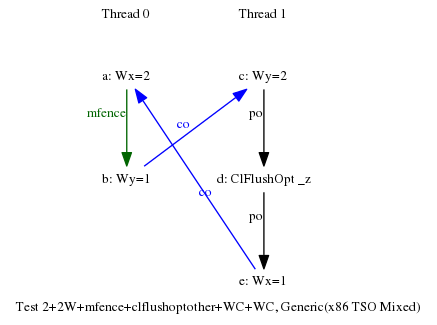 Thread 0 Thread 1
a: Wx=2 c: Wy=2
mfence po
co
b: Wy=1 d: ClFlushOpt _z
co
po
e: Wx=1
Test 2+2W+mfence+clflushoptother+WC+WC, Generic(x86 TSO Mixed)